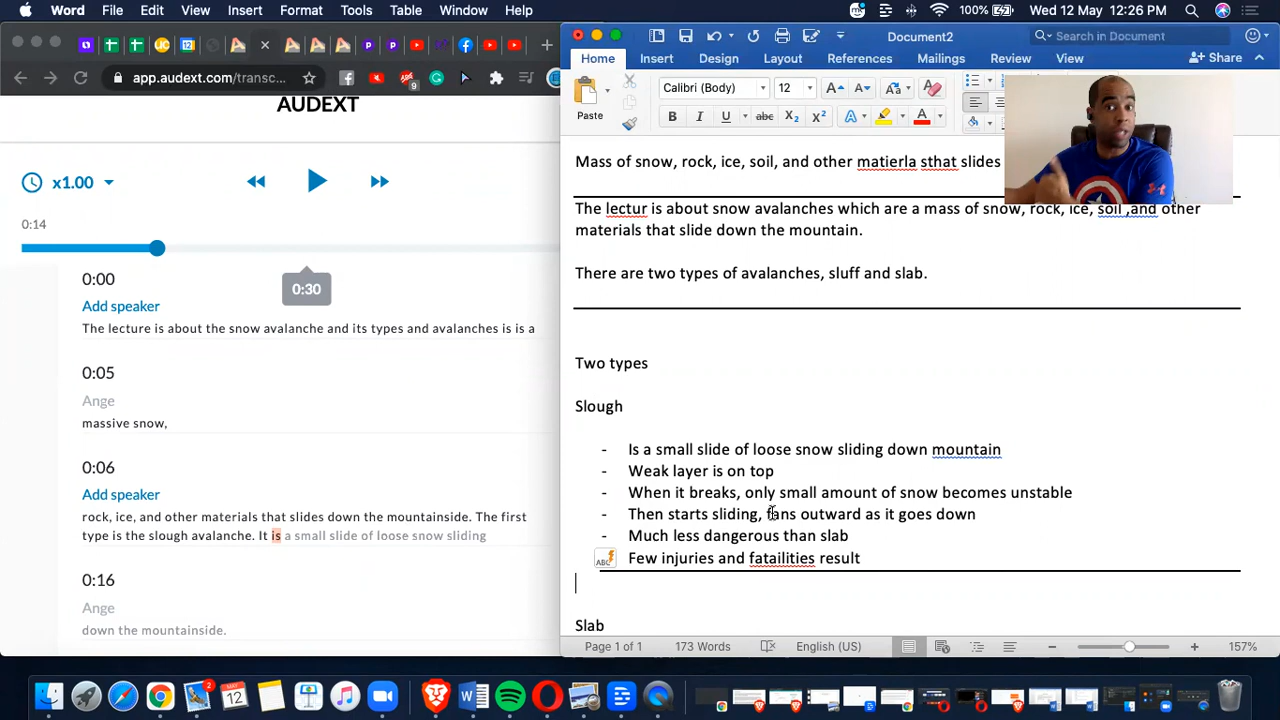 Word File Edit View Insert Format Tools Table Window Help 100% Wed 12 May 12:26 PM
Document2
Search in Document
app.audext.com/transc...
9
Home Insert Design Layout References Mailings Review View Share
Paste
Calibri (Body) 12
B I U abc X₂ X² A A
AUDEXT
x1.00
0:14
0:30
0:00
Add speaker
The lecture is about the snow avalanche and its types and avalanches is is a
0:05
Ange
massive snow,
0:06
Add speaker
rock, ice, and other materials that slides down the mountain. The first
type is the slough avalanche. It is a small slide of loose snow sliding
0:16
Ange
down the mountainside.
Mass of snow, rock, ice, soil, and other matierla sthat slides
The lectur is about snow avalanches which are a mass of snow, rock, ice, soil ,and other
materials that slide down the mountain.
There are two types of avalanches, sluff and slab.
Two types
Slough
- Is a small slide of loose snow sliding down mountain
- Weak layer is on top
- When it breaks, only small amount of snow becomes unstable
- Then starts sliding, fans outward as it goes down
- Much less dangerous than slab
ABC Few injuries and fatailities result
Slab
Page 1 of 1 173 Words English (US) 157%
2
12